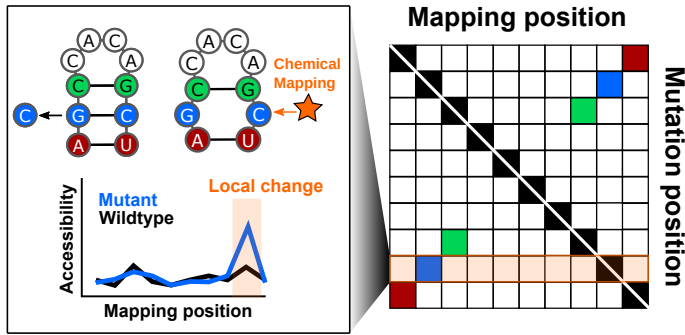 Mapping position
Mutation position
A
C A
C A
C G
C G C
A U
A C
C A
C G
G C
A U
Chemical
Mapping
Mutant
Wildtype
Local change
Accessibility
Mapping position